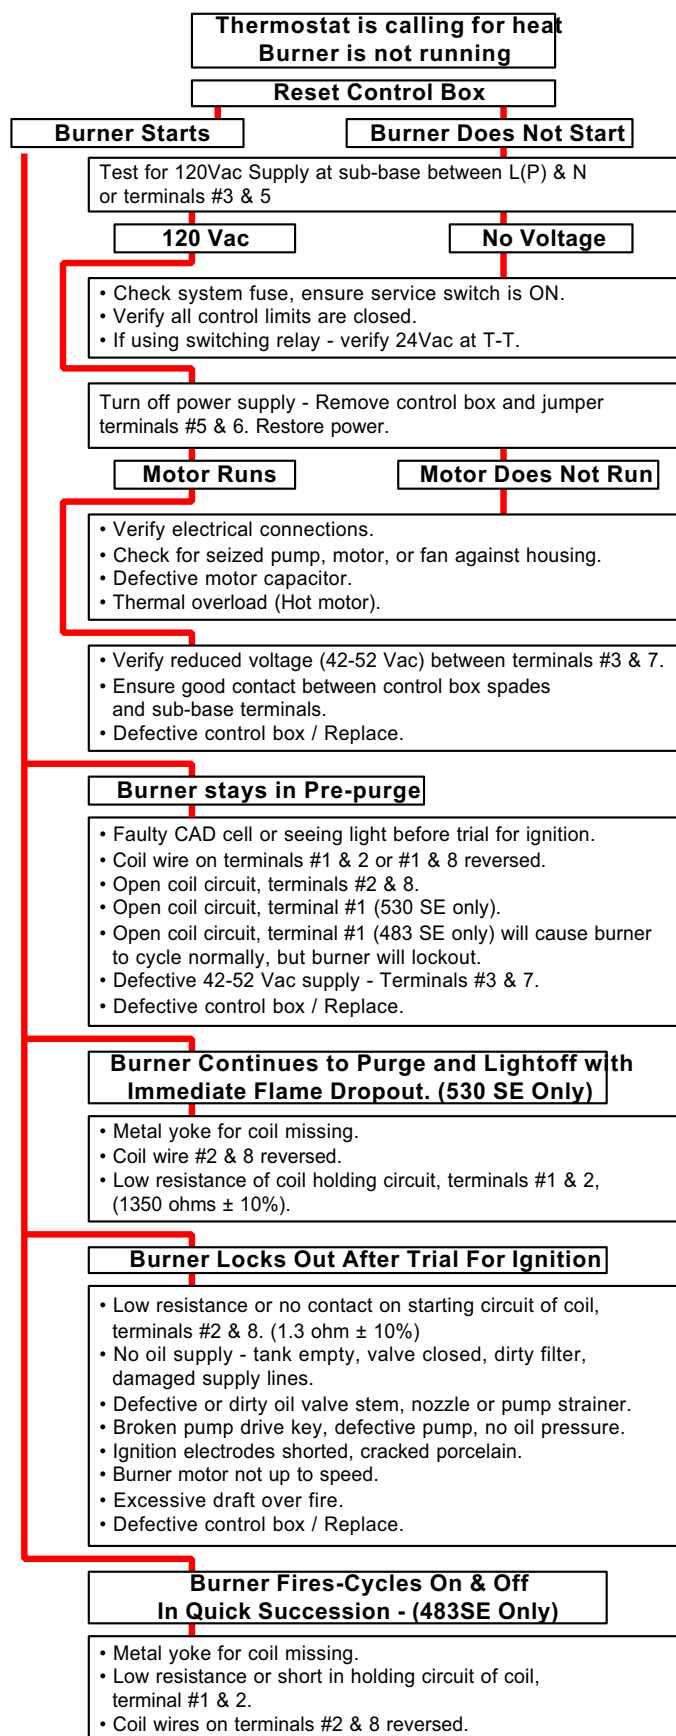 Thermostat is calling for heat
Burner is not running
Reset Control Box
Burner Starts
Burner Does Not Start
Test for 120Vac Supply at sub-base between L(P) & N
or terminals #3 & 5
120 Vac
No Voltage
• Check system fuse, ensure service switch is ON.
• Verify all control limits are closed.
• If using switching relay - verify 24Vac at T-T.
Turn off power supply - Remove control box and jumper
terminals #5 & 6. Restore power.
Motor Runs
Motor Does Not Run
• Verify electrical connections.
• Check for seized pump, motor, or fan against housing.
• Defective motor capacitor.
• Thermal overload (Hot motor).
• Verify reduced voltage (42-52 Vac) between terminals #3 & 7.
• Ensure good contact between control box spades
and sub-base terminals.
• Defective control box / Replace.
Burner stays in Pre-purge
• Faulty CAD cell or seeing light before trial for ignition.
• Coil wire on terminals #1 & 2 or #1 & 8 reversed.
• Open coil circuit, terminals #2 & 8.
• Open coil circuit, terminal #1 (530 SE only).
• Open coil circuit, terminal #1 (483 SE only) will cause burner
to cycle normally, but burner will lockout.
• Defective 42-52 Vac supply - Terminals #3 & 7.
• Defective control box / Replace.
Burner Continues to Purge and Lightoff with
Immediate Flame Dropout. (530 SE Only)
• Metal yoke for coil missing.
• Coil wire #2 & 8 reversed.
• Low resistance of coil holding circuit, terminals #1 & 2,
(1350 ohms ± 10%).
Burner Locks Out After Trial For Ignition
• Low resistance or no contact on starting circuit of coil,
terminals #2 & 8. (1.3 ohm ± 10%)
• No oil supply - tank empty, valve closed, dirty filter,
damaged supply lines.
• Defective or dirty oil valve stem, nozzle or pump strainer.
• Broken pump drive key, defective pump, no oil pressure.
• Ignition electrodes shorted, cracked porcelain.
• Burner motor not up to speed.
• Excessive draft over fire.
• Defective control box / Replace.
Burner Fires-Cycles On & Off
In Quick Succession - (483SE Only)
• Metal yoke for coil missing.
• Low resistance or short in holding circuit of coil,
terminal #1 & 2.
• Coil wires on terminals #2 & 8 reversed.